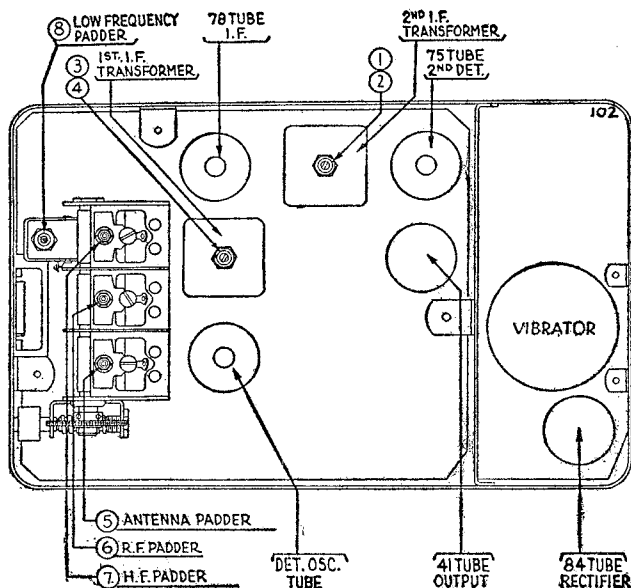 ⑧ LOW FREQUENCY
PADDER
③ 1ST. I.F.
④ TRANSFORMER
78 TUBE
I.F.
①
②
2ND I.F.
TRANSFORMER
75 TUBE
2ND DET.
102
VIBRATOR
⑤ ANTENNA PADDER
⑥ R.F. PADDER
⑦ H.F. PADDER
DET. OSC.
TUBE
41 TUBE
OUTPUT
84 TUBE
RECTIFIER